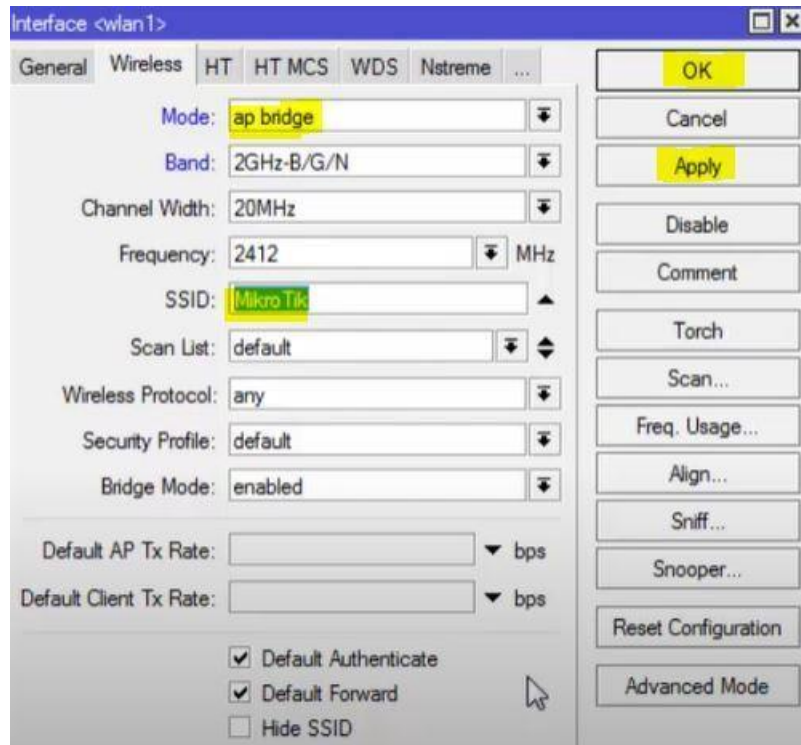 Interface <wlan1>
General Wireless HT HT MCS WDS Nstreme ...
Mode: ap bridge
Band: 2GHz-B/G/N
Channel Width: 20MHz
Frequency: 2412 MHz
SSID: MikroTik
Scan List: default
Wireless Protocol: any
Security Profile: default
Bridge Mode: enabled
Default AP Tx Rate: bps
Default Client Tx Rate: bps
Default Authenticate
Default Forward
Hide SSID
OK
Cancel
Apply
Disable
Comment
Torch
Scan...
Freq. Usage...
Align...
Sniff...
Snooper...
Reset Configuration
Advanced Mode